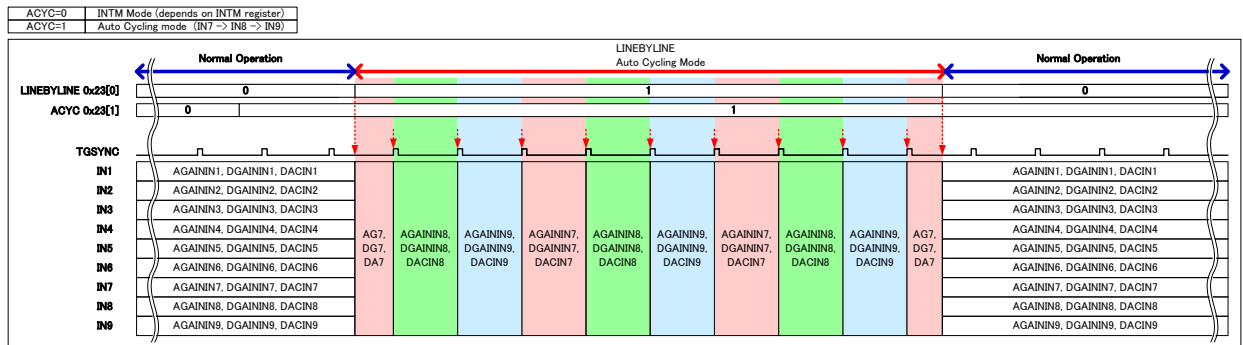 ACYC=0 INTM Mode (depends on INTM register)
ACYC=1 Auto Cycling mode (IN7 -> IN8 -> IN9)
LINEBYLINE
Normal Operation Auto Cycling Mode Normal Operation
LINEBYLINE 0x23[0] 0 1 0
ACYC 0x23[1] 0 1
TGSYNC
IN1 AGAININ1, DGAININ1, DACIN1 AGAININ1, DGAININ1, DACIN1
IN2 AGAININ2, DGAININ2, DACIN2 AGAININ2, DGAININ2, DACIN2
IN3 AGAININ3, DGAININ3, DACIN3 AGAININ3, DGAININ3, DACIN3
IN4 AGAININ4, DGAININ4, DACIN4 AG7, AGAININ8, AGAININ9, AGAININ7, AGAININ8, AGAININ9, AGAININ7, AGAININ8, AGAININ9, AG7, AGAININ4, DGAININ4, DACIN4
IN5 AGAININ5, DGAININ5, DACIN5 DG7, DGAININ8, DGAININ9, DGAININ7, DGAININ8, DGAININ9, DGAININ7, DGAININ8, DGAININ9, DG7, AGAININ5, DGAININ5, DACIN5
IN6 AGAININ6, DGAININ6, DACIN6 DA7 DACIN8 DACIN9 DACIN7 DACIN8 DACIN9 DACIN7 DACIN8 DACIN9 DA7 AGAININ6, DGAININ6, DACIN6
IN7 AGAININ7, DGAININ7, DACIN7 AGAININ7, DGAININ7, DACIN7
IN8 AGAININ8, DGAININ8, DACIN8 AGAININ8, DGAININ8, DACIN8
IN9 AGAININ9, DGAININ9, DACIN9 AGAININ9, DGAININ9, DACIN9